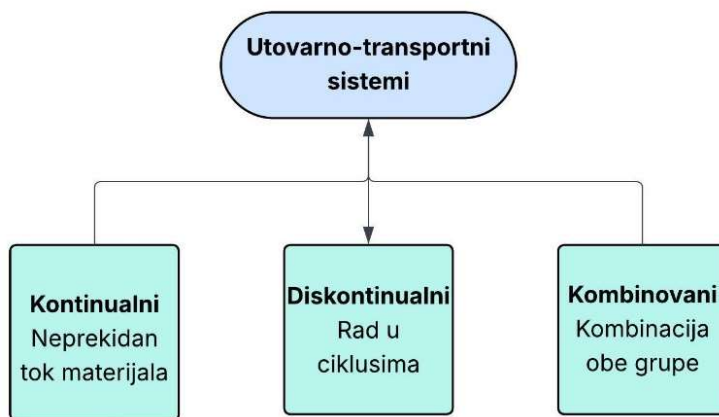 Utovarno-transportni
sistemi
Kontinualni
Neprekidan
tok materijala
Diskontinualni
Rad u
ciklusima
Kombinovani
Kombinacija
obe grupe